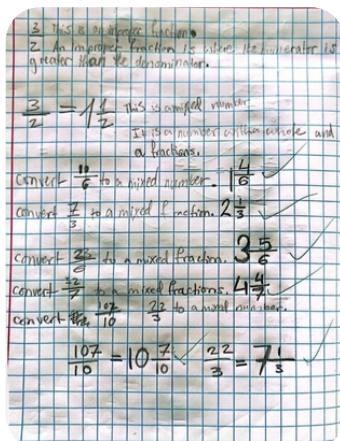 3 This is an improper fraction.
2 An improper fraction is where the numerator is
greater than the denominator.
3/2 = 1 1/2 This is a mixed number.
It is a number with a whole and
a fractions.
convert 10/6 to a mixed number. 1 4/6 ✓
convert 7/3 to a mixed fraction. 2 1/3 ✓
convert 23/6 to a mixed fraction. 3 5/6 ✓
convert 32/7 to a mixed fractions. 4 4/7 ✓
convert 107/10 22/3 to a mixed number.
107/10 = 10 7/10 ✓ 22/3 = 7 1/3 ✓